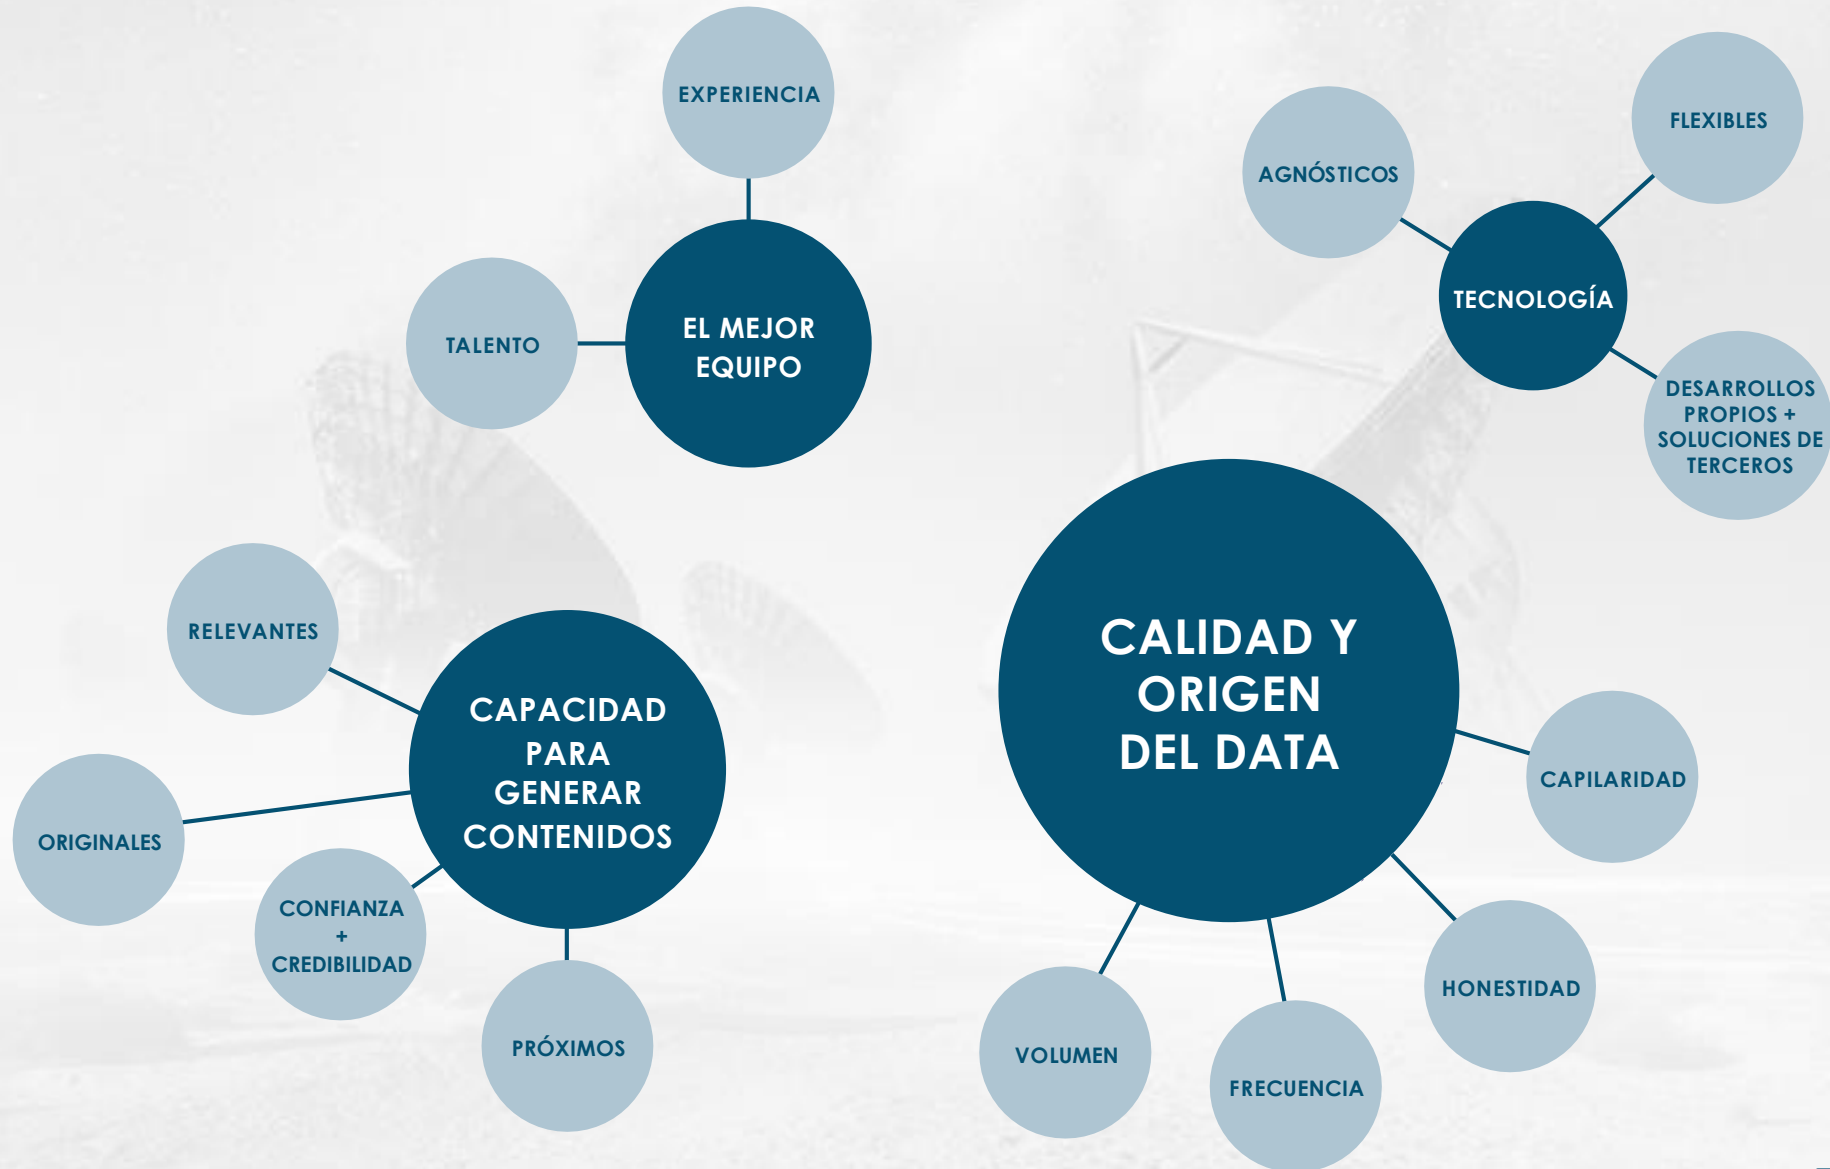 EXPERIENCIA
TALENTO
EL MEJOR
EQUIPO
AGNÓSTICOS
FLEXIBLES
TECNOLOGÍA
DESARROLLOS
PROPIOS +
SOLUCIONES DE
TERCEROS
RELEVANTES
ORIGINALES
CAPACIDAD
PARA
GENERAR
CONTENIDOS
CONFIANZA
+
CREDIBILIDAD
PRÓXIMOS
CALIDAD Y
ORIGEN
DEL DATA
CAPILARIDAD
HONESTIDAD
VOLUMEN
FRECUENCIA